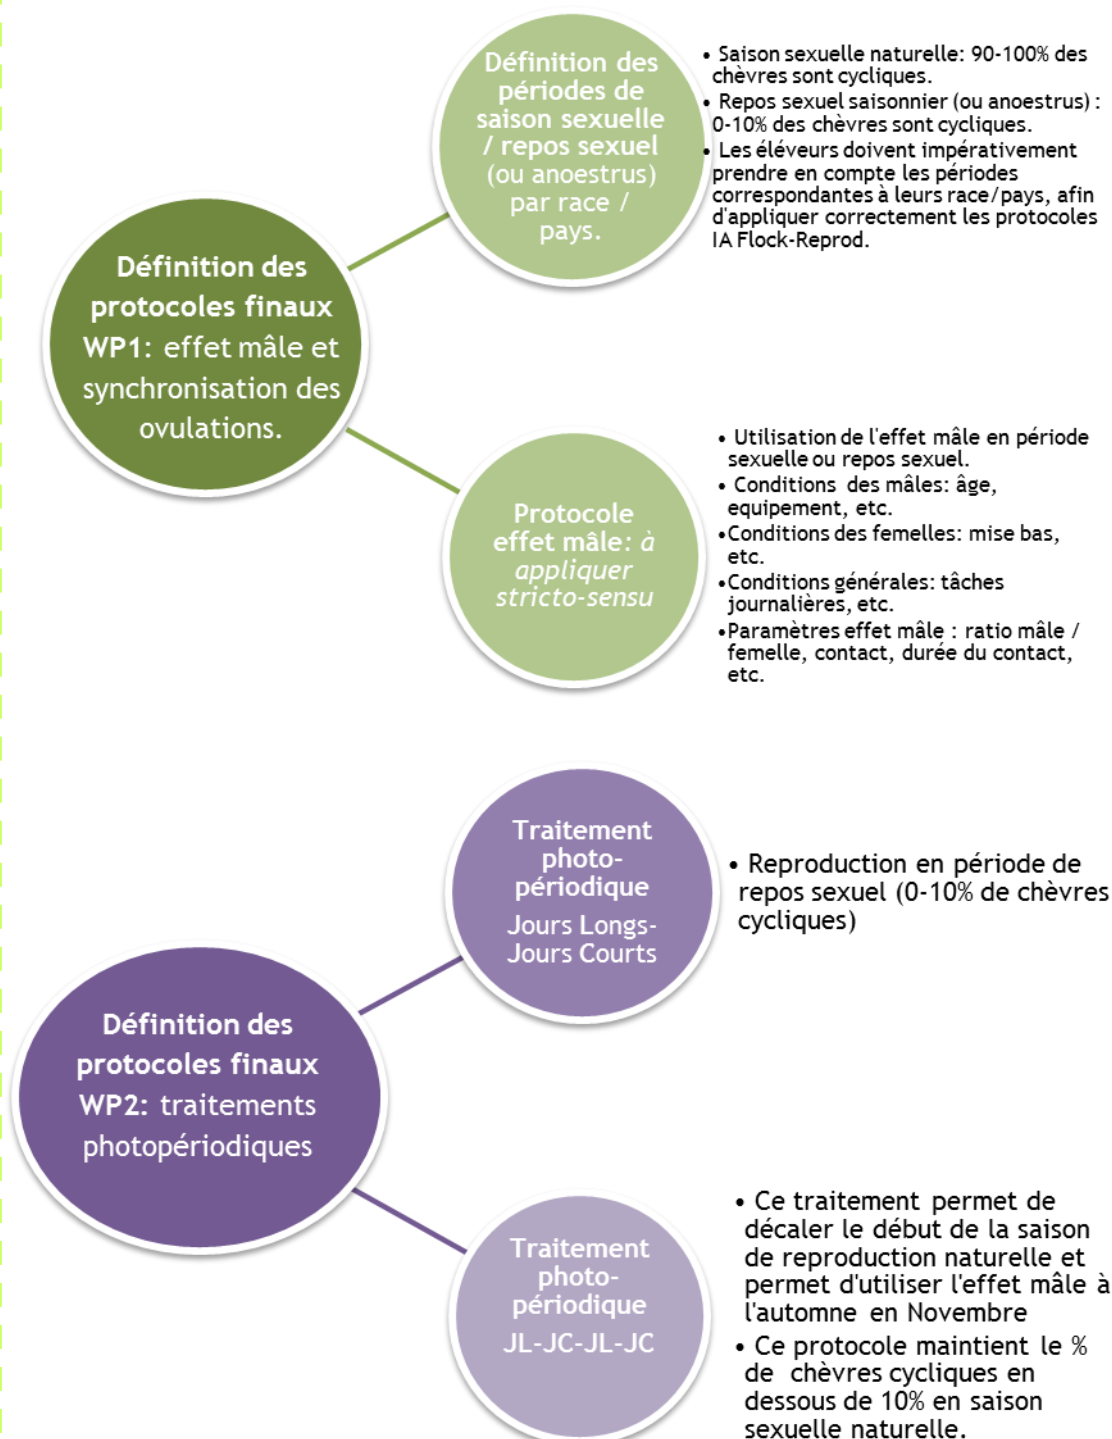 Définition des
périodes de
saison sexuelle
/ repos sexuel
(ou anoestrus)
par race /
pays.
• Saison sexuelle naturelle: 90-100% des
chèvres sont cycliques.
• Repos sexuel saisonnier (ou anoestrus) :
0-10% des chèvres sont cycliques.
• Les éléveurs doivent impérativement
prendre en compte les périodes
correspondantes à leurs race/pays, afin
d'appliquer correctement les protocoles
IA Flock-Reprod.
Définition des
protocoles finaux
WP1: effet mâle et
synchronisation des
ovulations.
Protocole
effet mâle: à
appliquer
stricto-sensu
• Utilisation de l'effet mâle en période
sexuelle ou repos sexuel.
• Conditions des mâles: âge,
equipement, etc.
•Conditions des femelles: mise bas,
etc.
•Conditions générales: tâches
journalières, etc.
•Paramètres effet mâle : ratio mâle /
femelle, contact, durée du contact,
etc.
Traitement
photo-
périodique
Jours Longs-
Jours Courts
• Reproduction en période de
repos sexuel (0-10% de chèvres
cycliques)
Définition des
protocoles finaux
WP2: traitements
photopériodiques
Traitement
photo-
périodique
JL-JC-JL-JC
• Ce traitement permet de
décaler le début de la saison
de reproduction naturelle et
permet d'utiliser l'effet mâle à
l'automne en Novembre
• Ce protocole maintient le %
de chèvres cycliques en
dessous de 10% en saison
sexuelle naturelle.